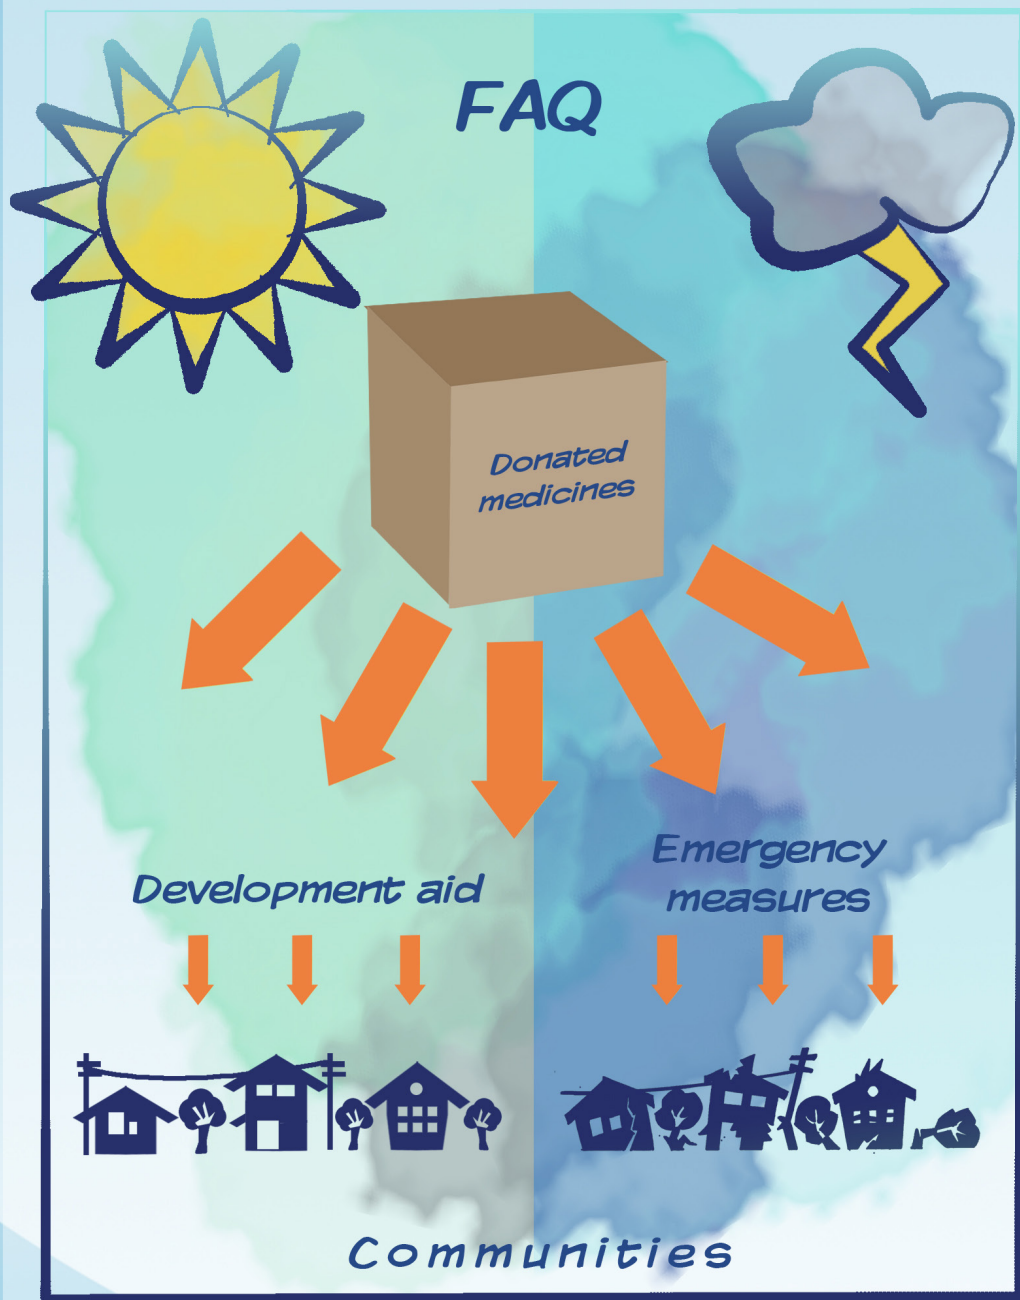 FAQ
Donated
medicines
Development aid
Emergency
measures
Communities